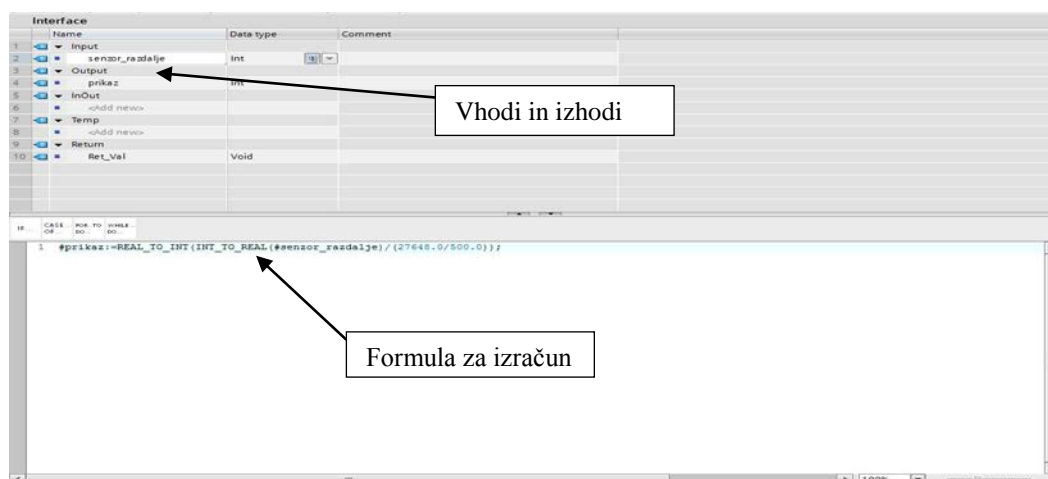 Interface
Name Data type Comment
1 Input
2 senzor_razdalje Int
3 Output
4 prikaz Int
5 InOut
6 <Add new>
7 Temp
8 <Add new>
9 Return
10 Ret_Val Void
Vhodi in izhodi
IF... CASE... OF... FOR..TO DO.. WHILE.. DO...
1 #prikaz:=REAL_TO_INT(INT_TO_REAL(#senzor_razdalje)/(27648.0/500.0));
Formula za izračun
100%